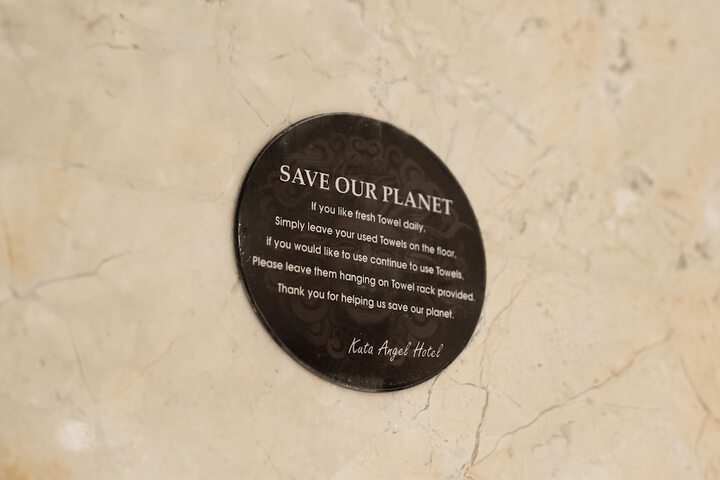 SAVE OUR PLANET
If you like fresh Towel daily,
Simply leave your used Towels on the floor,
if you would like to use continue to use Towels,
Please leave them hanging on Towel rack provided.
Thank you for helping us save our planet.
Kuta Angel Hotel